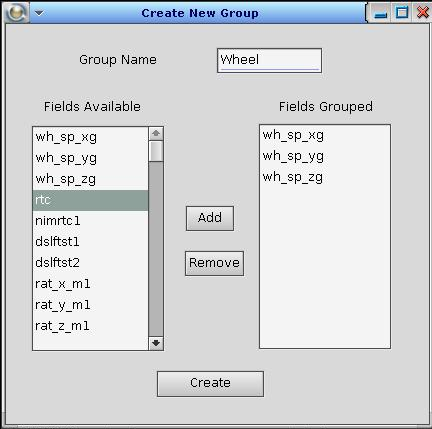 Create New Group
Group Name
Wheel
Fields Available
wh_sp_xg
wh_sp_yg
wh_sp_zg
rtc
nimrtc1
dslftst1
dslftst2
rat_x_m1
rat_y_m1
rat_z_m1
Add
Remove
Fields Grouped
wh_sp_xg
wh_sp_yg
wh_sp_zg
Create